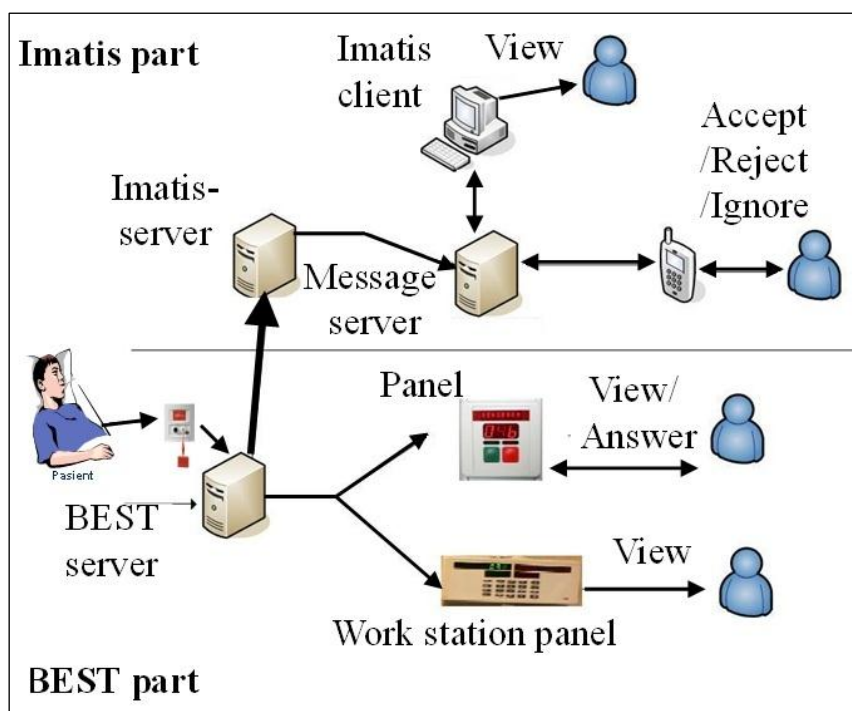 Imatis part
Imatis
client
View
Accept
/Reject
/Ignore
Imatis-
server
Message
server
Pasient
BEST
server
Panel
View/
Answer
View
Work station panel
BEST part